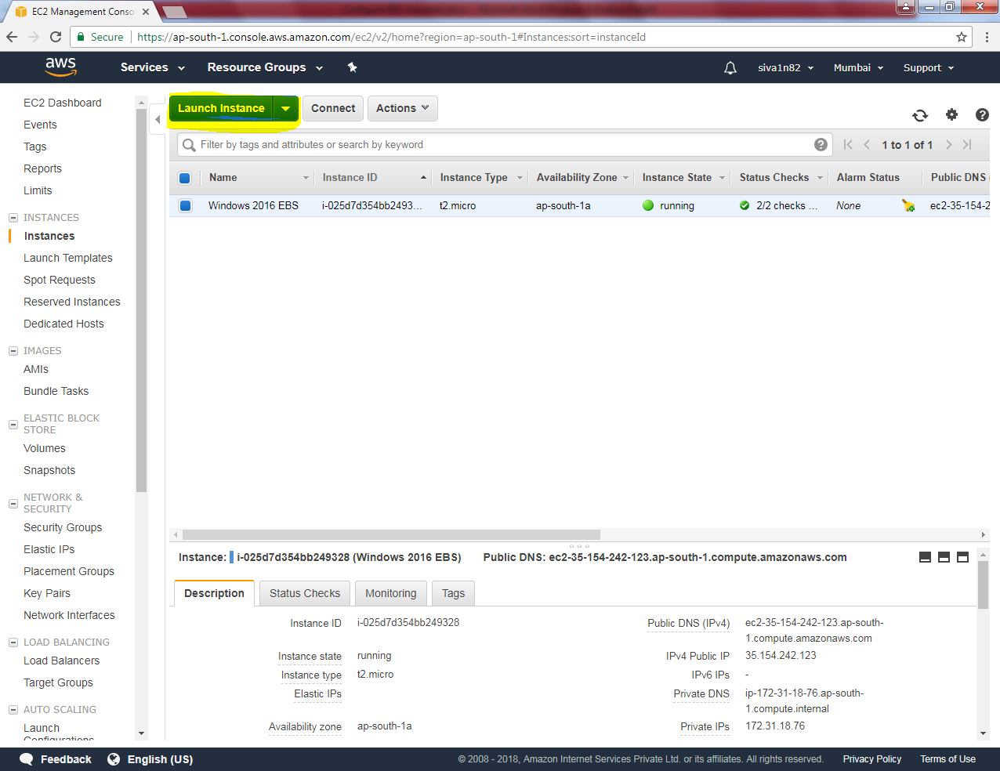 EC2 Management Conso
Secure
https://ap-south-1.console.aws.amazon.com/ec2/v2/home?region=ap-south-1#Instances:sort=instanceId
aws
Services
Resource Groups
siva1n82
Mumbai
Support
EC2 Dashboard
Events
Tags
Reports
Limits
INSTANCES
Instances
Launch Templates
Spot Requests
Reserved Instances
Dedicated Hosts
IMAGES
AMIs
Bundle Tasks
ELASTIC BLOCK
STORE
Volumes
Snapshots
NETWORK &
SECURITY
Security Groups
Elastic IPs
Placement Groups
Key Pairs
Network Interfaces
LOAD BALANCING
Load Balancers
Target Groups
AUTO SCALING
Launch
Configurations
Launch Instance
Connect
Actions
Filter by tags and attributes or search by keyword
1 to 1 of 1
Name Instance ID Instance Type Availability Zone Instance State Status Checks Alarm Status Public DNS (
Windows 2016 EBS i-025d7d354bb2493... t2.micro ap-south-1a running 2/2 checks ... None ec2-35-154-2
Instance: i-025d7d354bb249328 (Windows 2016 EBS) Public DNS: ec2-35-154-242-123.ap-south-1.compute.amazonaws.com
Description
Status Checks
Monitoring
Tags
Instance ID i-025d7d354bb249328
Instance state running
Instance type t2.micro
Elastic IPs
Availability zone ap-south-1a
Public DNS (IPv4) ec2-35-154-242-123.ap-south-
1.compute.amazonaws.com
IPv4 Public IP 35.154.242.123
IPv6 IPs -
Private DNS ip-172-31-18-76.ap-south-
1.compute.internal
Private IPs 172.31.18.76
Feedback
English (US)
© 2008 - 2018, Amazon Internet Services Private Ltd. or its affiliates. All rights reserved.
Privacy Policy
Terms of Use